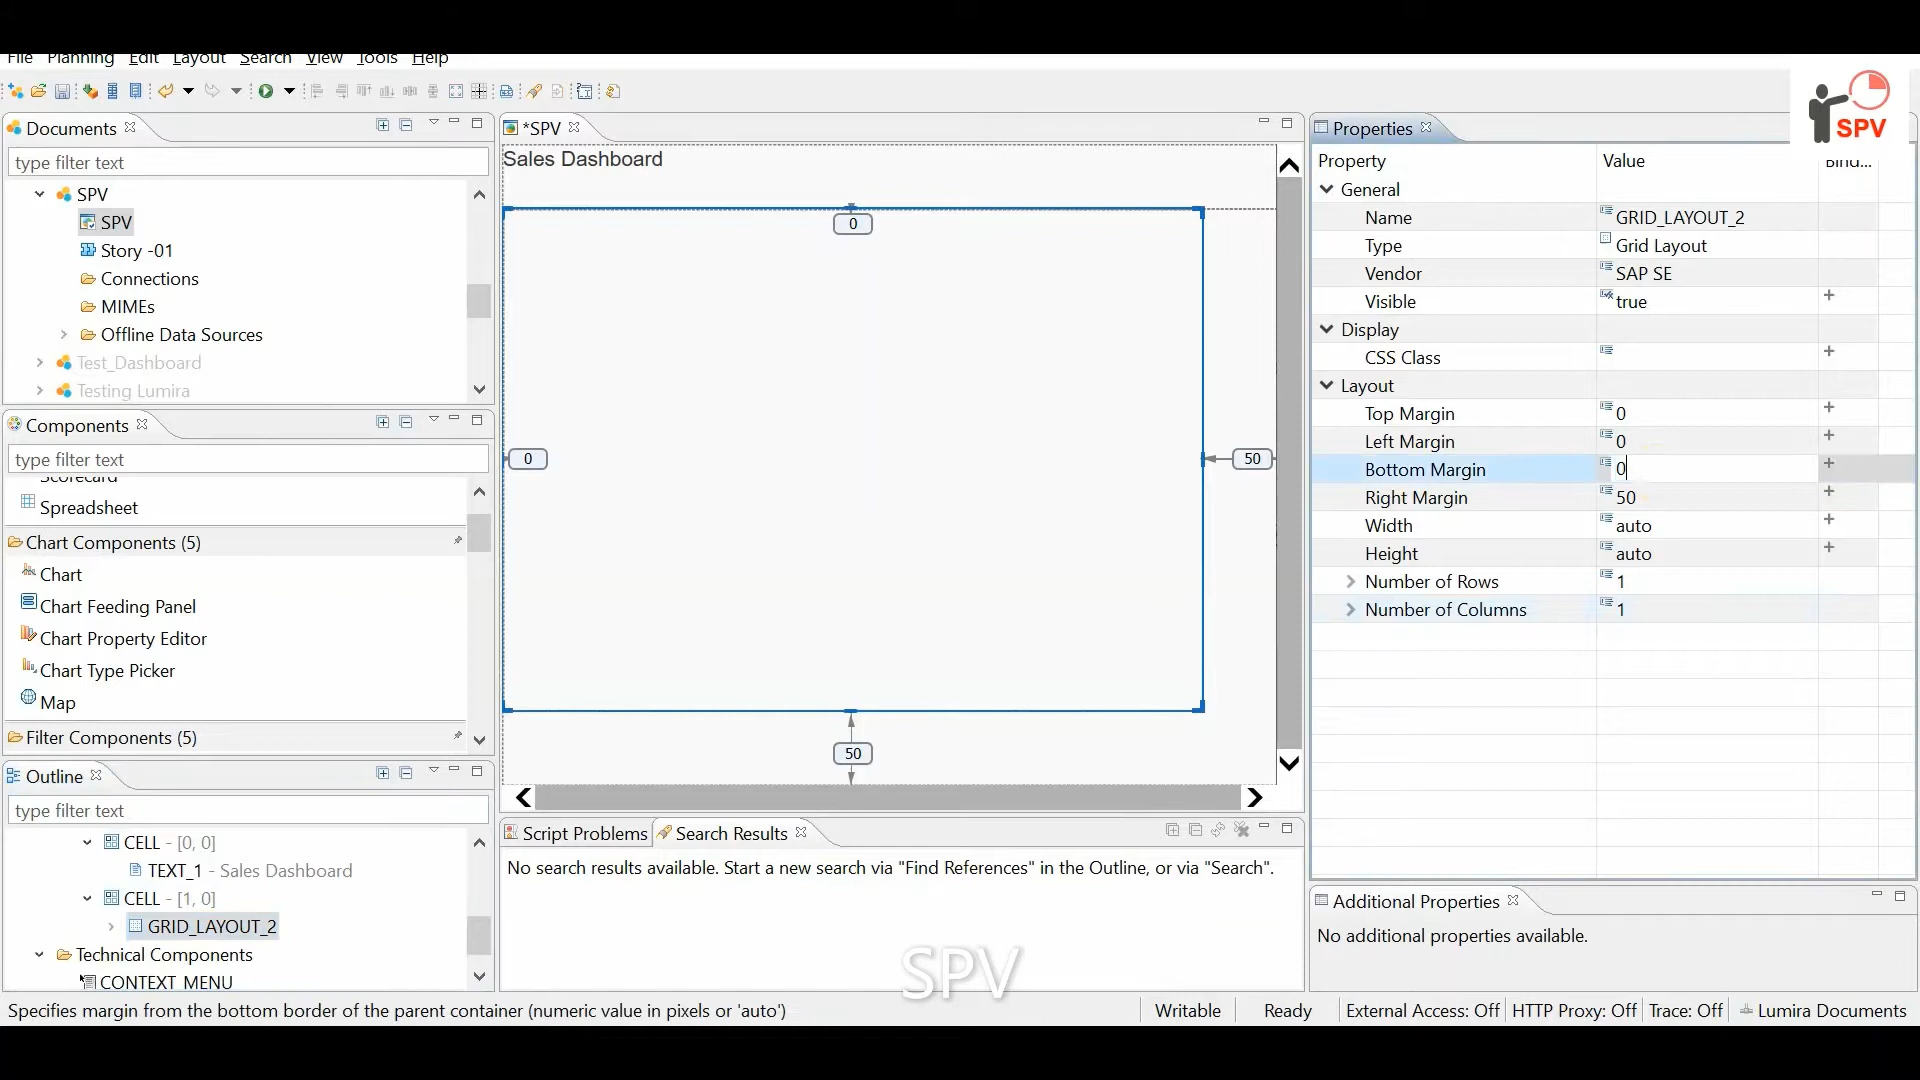 File Planning Edit Layout Search View Tools Help
SPV
Documents
type filter text
SPV
SPV
Story -01
Connections
MIMEs
Offline Data Sources
Test_Dashboard
Testing Lumira
Components
type filter text
Scorecard
Spreadsheet
Chart Components (5)
Chart
Chart Feeding Panel
Chart Property Editor
Chart Type Picker
Map
Filter Components (5)
Outline
type filter text
CELL - [0, 0]
TEXT_1 - Sales Dashboard
CELL - [1, 0]
GRID_LAYOUT_2
Technical Components
CONTEXT_MENU
*SPV
Sales Dashboard
0
0
50
50
Script Problems Search Results
No search results available. Start a new search via "Find References" in the Outline, or via "Search".
SPV
Properties
Property Value Bind...
General
Name GRID_LAYOUT_2
Type Grid Layout
Vendor SAP SE
Visible true
Display
CSS Class
Layout
Top Margin 0
Left Margin 0
Bottom Margin 0
Right Margin 50
Width auto
Height auto
Number of Rows 1
Number of Columns 1
Additional Properties
No additional properties available.
Specifies margin from the bottom border of the parent container (numeric value in pixels or 'auto') Writable Ready External Access: Off HTTP Proxy: Off Trace: Off Lumira Documents